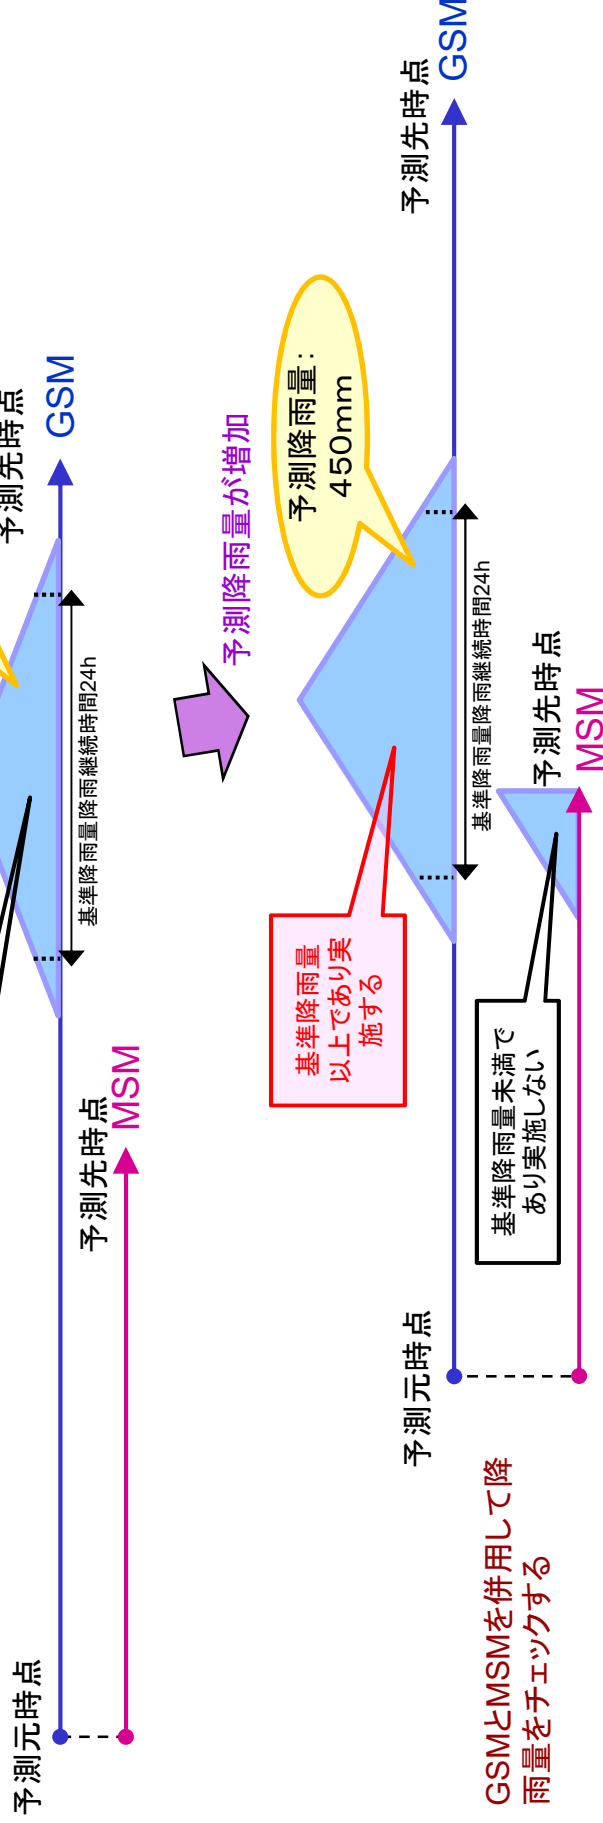 予測先時点
GSM
基準降雨量降雨継続時間24h
予測先時点
MSM
予測元時点
予測降雨量が増加
予測先時点
GSM
予測降雨量：
450mm
基準降雨量降雨継続時間24h
基準降雨量
以上であり実
施する
予測先時点
MSM
基準降雨量未満で
あり実施しない
予測元時点
GSMとMSMを併用して降
雨量をチェックする